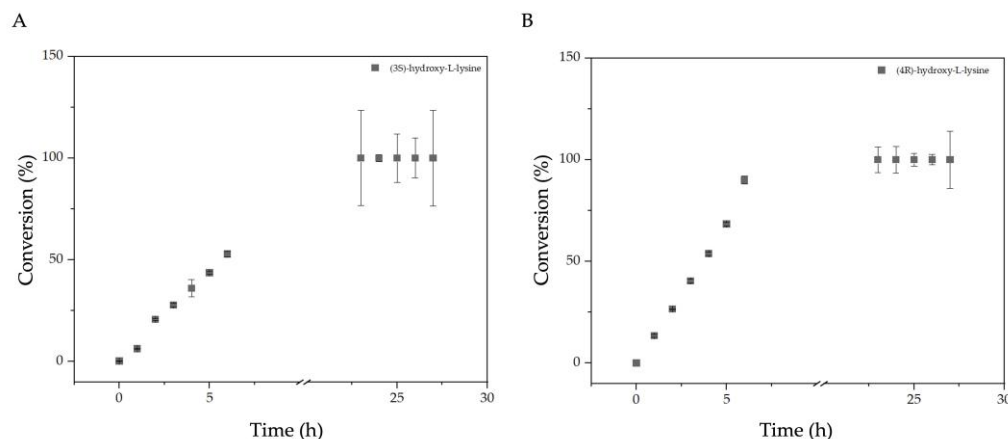 A
150
(3S)-hydroxy-L-lysine
100
50
0
Conversion (%)
0
5
25
30
Time (h)
B
150
(4R)-hydroxy-L-lysine
100
50
0
Conversion (%)
0
5
25
30
Time (h)